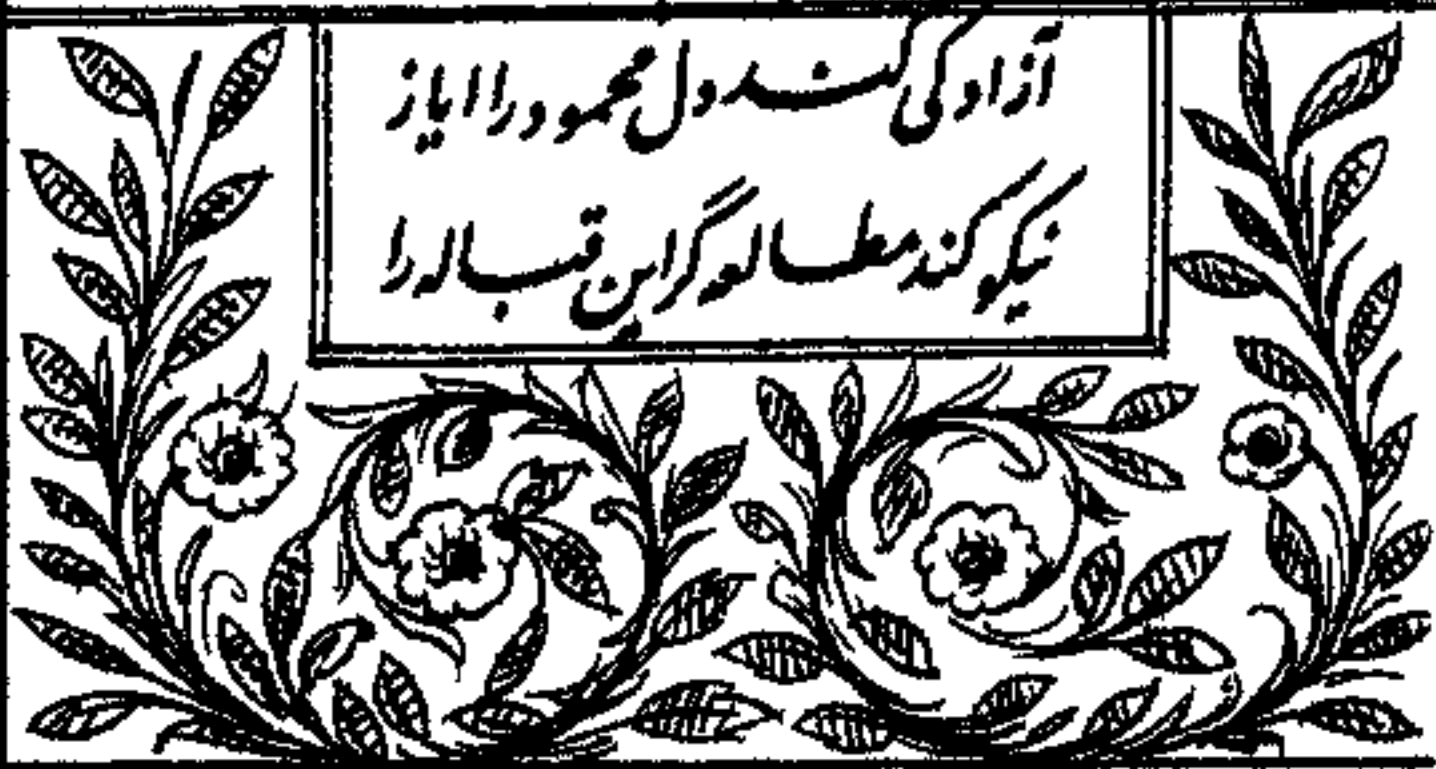 آزاد کی کند دل محمود را ایاز
نیکو کند مطالعه گر این قباله را